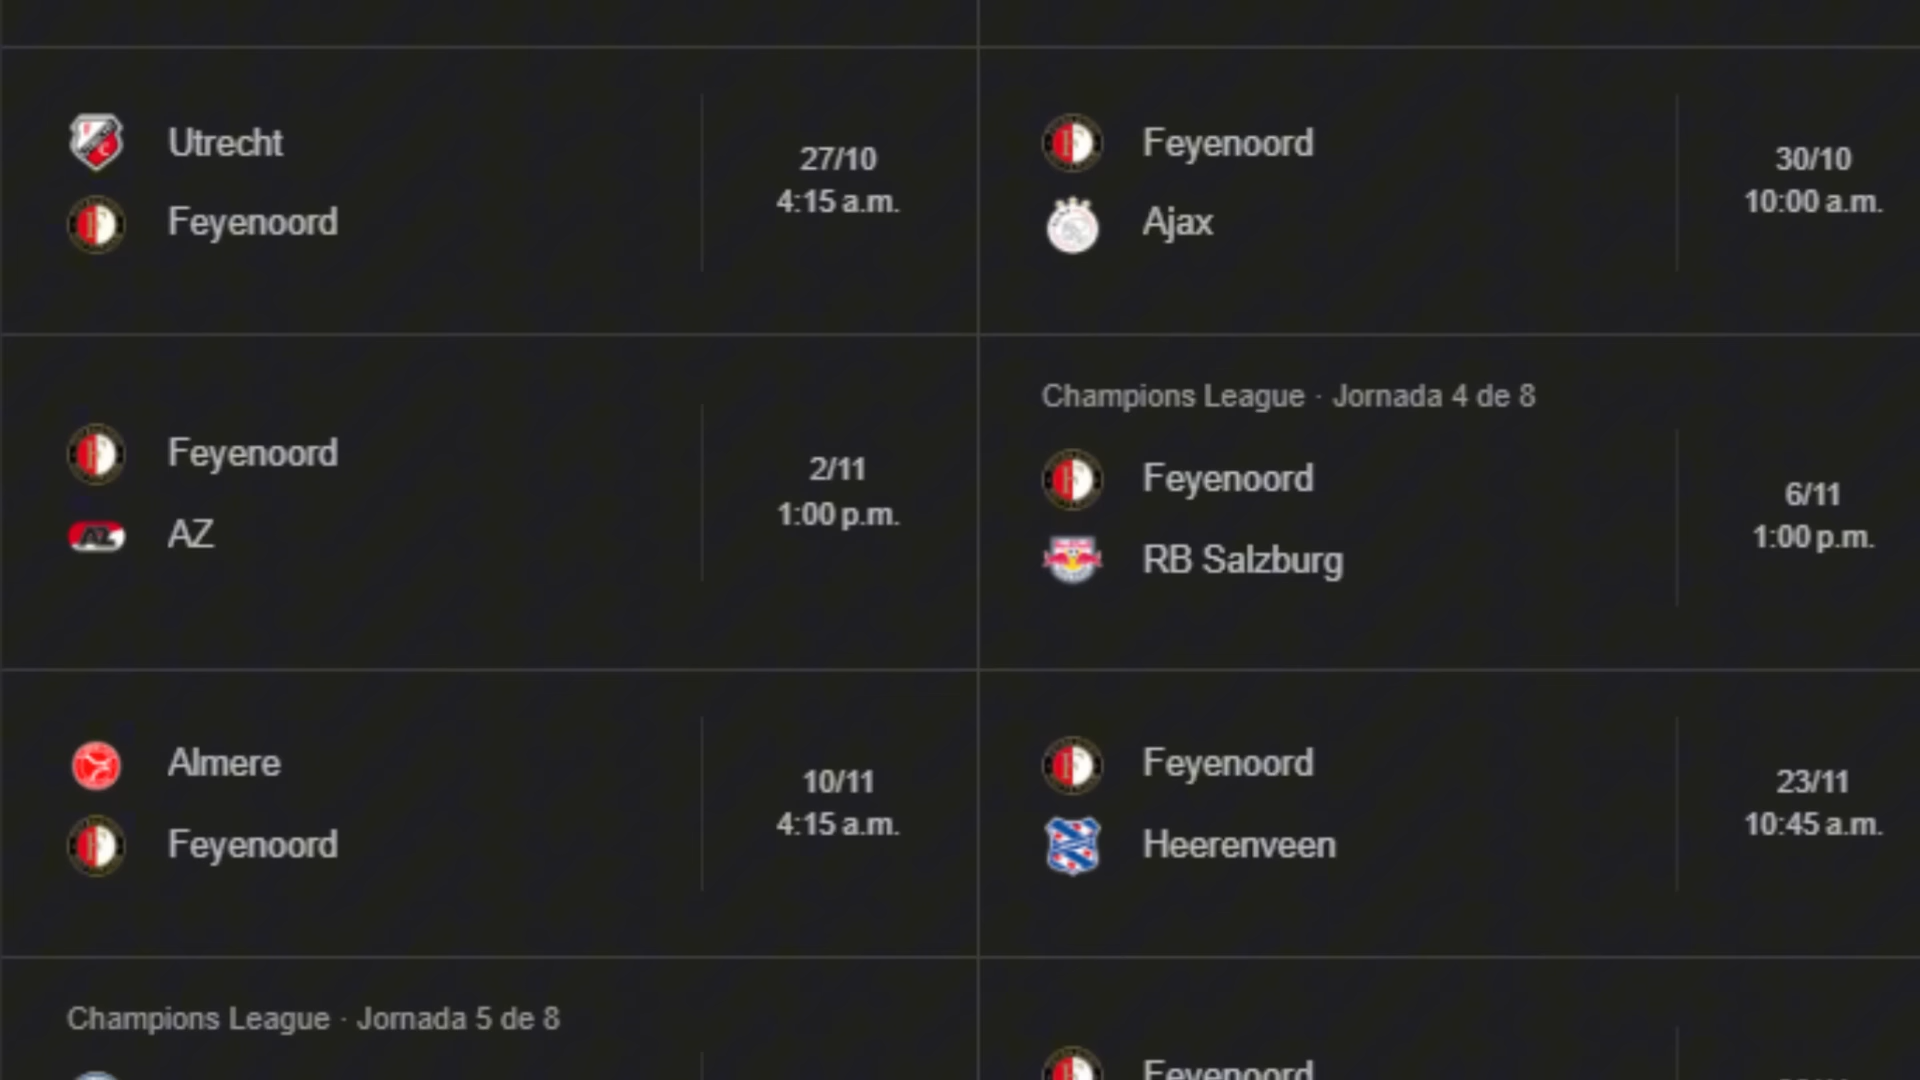 Utrecht
Feyenoord
27/10
4:15 a.m.
Feyenoord
Ajax
30/10
10:00 a.m.
Feyenoord
AZ
2/11
1:00 p.m.
Champions League · Jornada 4 de 8
Feyenoord
RB Salzburg
6/11
1:00 p.m.
Almere
Feyenoord
10/11
4:15 a.m.
Feyenoord
Heerenveen
23/11
10:45 a.m.
Champions League · Jornada 5 de 8
Feyenoord